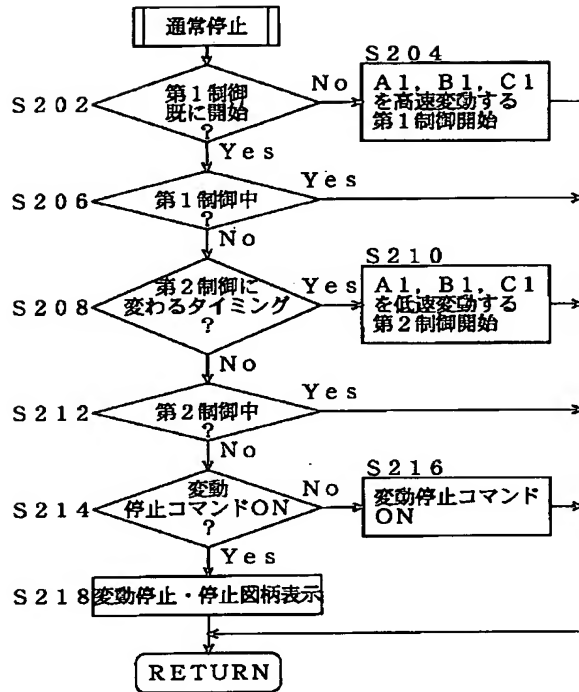 通常停止
S204
第1制御
既に開始
?
No
A1, B1, C1
を高速変動する
第1制御開始
S202
Yes
S206
第1制御中
?
Yes
No
S210
S208
第2制御に
変わるタイミング
?
Yes
A1, B1, C1
を低速変動する
第2制御開始
No
S212
第2制御中
?
Yes
No
S216
S214
変動
停止コマンドON
?
No
変動停止コマンド
ON
Yes
S218
変動停止・停止図柄表示
RETURN